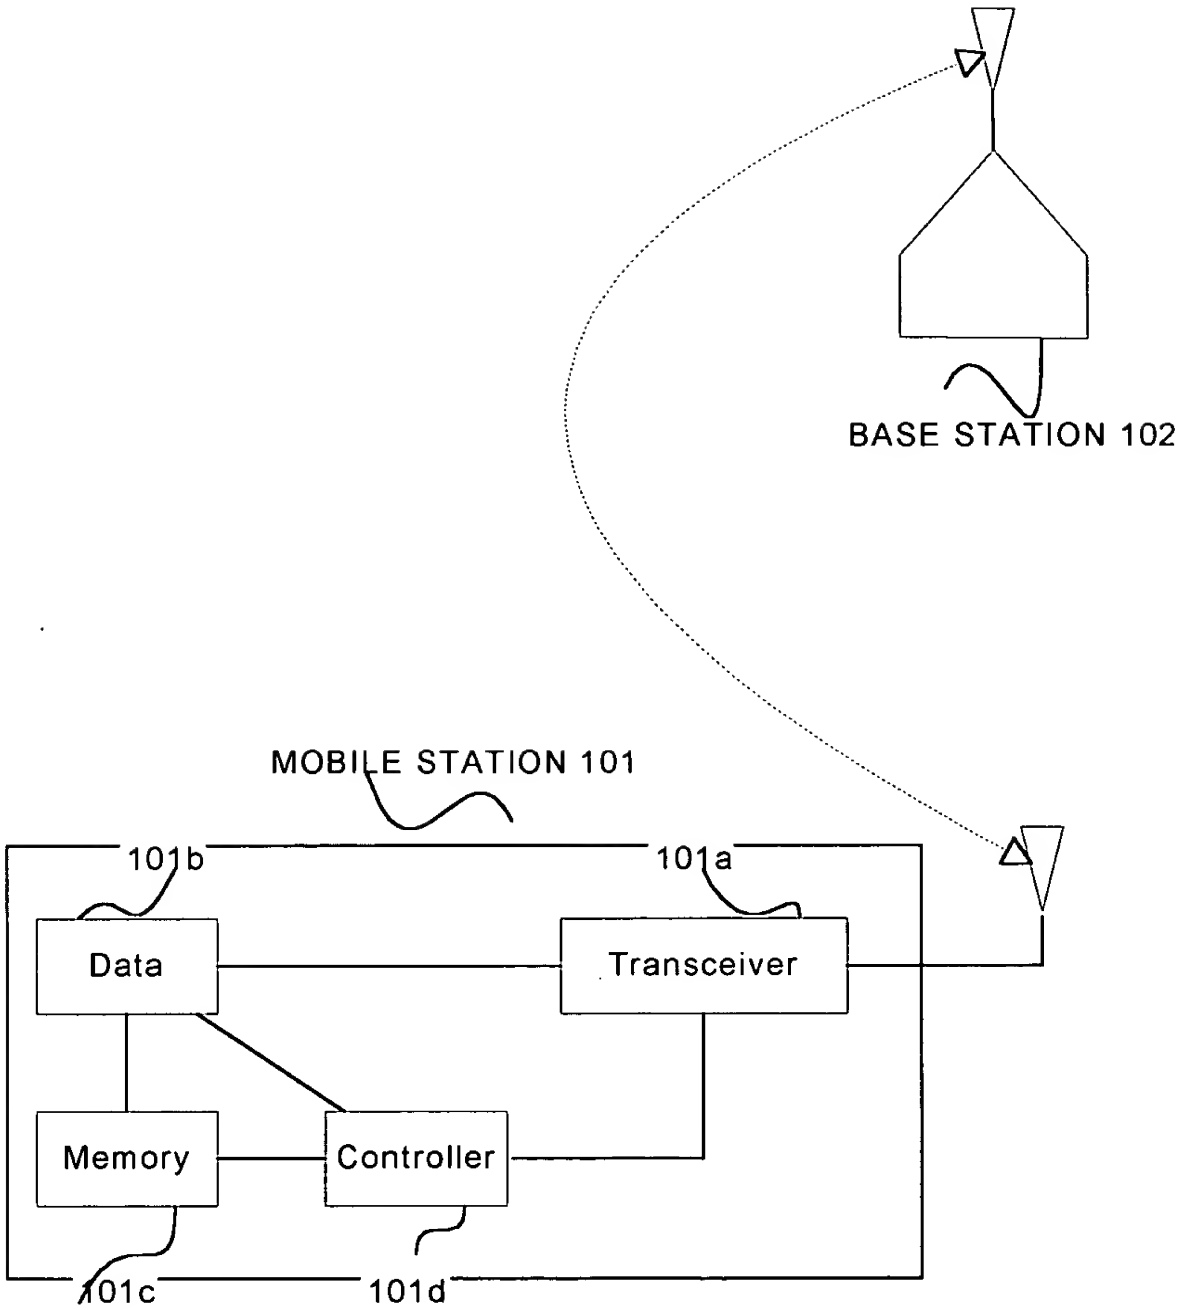 BASE STATION 102
MOBILE STATION 101
101b
101a
Data
Transceiver
Memory
Controller
101c
101d